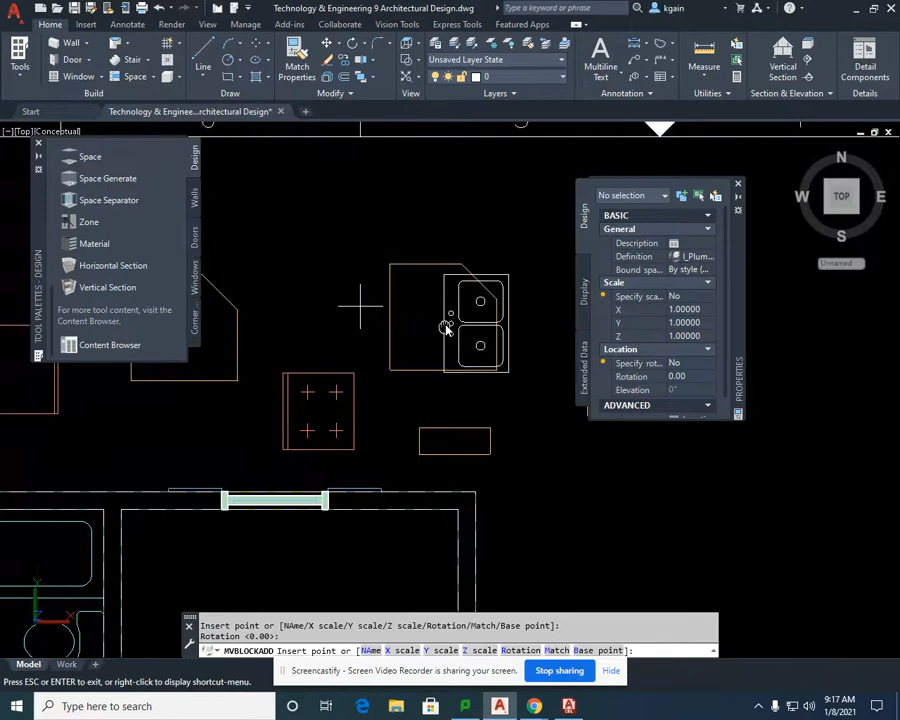 Technology & Engineering 9 Architectural Design.dwg
Type a keyword or phrase
kgain
Home
Insert
Annotate
Render
View
Manage
Add-ins
Collaborate
Vision Tools
Express Tools
Featured Apps
Tools
Wall
Door
Window
Stair
Space
Build
Line
Draw
Match
Properties
Modify
View
Unsaved Layer State
0
Layers
Multiline
Text
Annotation
Measure
Utilities
Vertical
Section
Section & Elevation
Detail
Components
Details
Start
Technology & Enginee...rchitectural Design*
[−][Top][Conceptual]
Space
Space Generate
Space Separator
Zone
Material
Horizontal Section
Vertical Section
For more tool content, visit the
Content Browser.
Content Browser
TOOL PALETTES - DESIGN
Design
Walls
Doors
Windows
Corner ...
No selection
BASIC
General
Description
Definition
I_Plum...
Bound spa...
By style (...
Scale
Specify sca...
No
X
1.00000
Y
1.00000
Z
1.00000
Location
Specify rot...
No
Rotation
0.00
Elevation
0"
ADVANCED
Design
Display
Extended Data
PROPERTIES
N
W
TOP
E
S
Unnamed
Y
X
Z
Insert point or [NAme/X scale/Y scale/Z scale/Rotation/Match/Base point]:
Rotation <0.00>:
MVBLOCKADD Insert point or [NAme X scale Y scale Z scale Rotation Match Base point]:
Model
Work
Press ESC or ENTER to exit, or right-click to display shortcut-menu.
Screencastify - Screen Video Recorder is sharing your screen.
Stop sharing
Hide
Type here to search
9:17 AM
1/8/2021